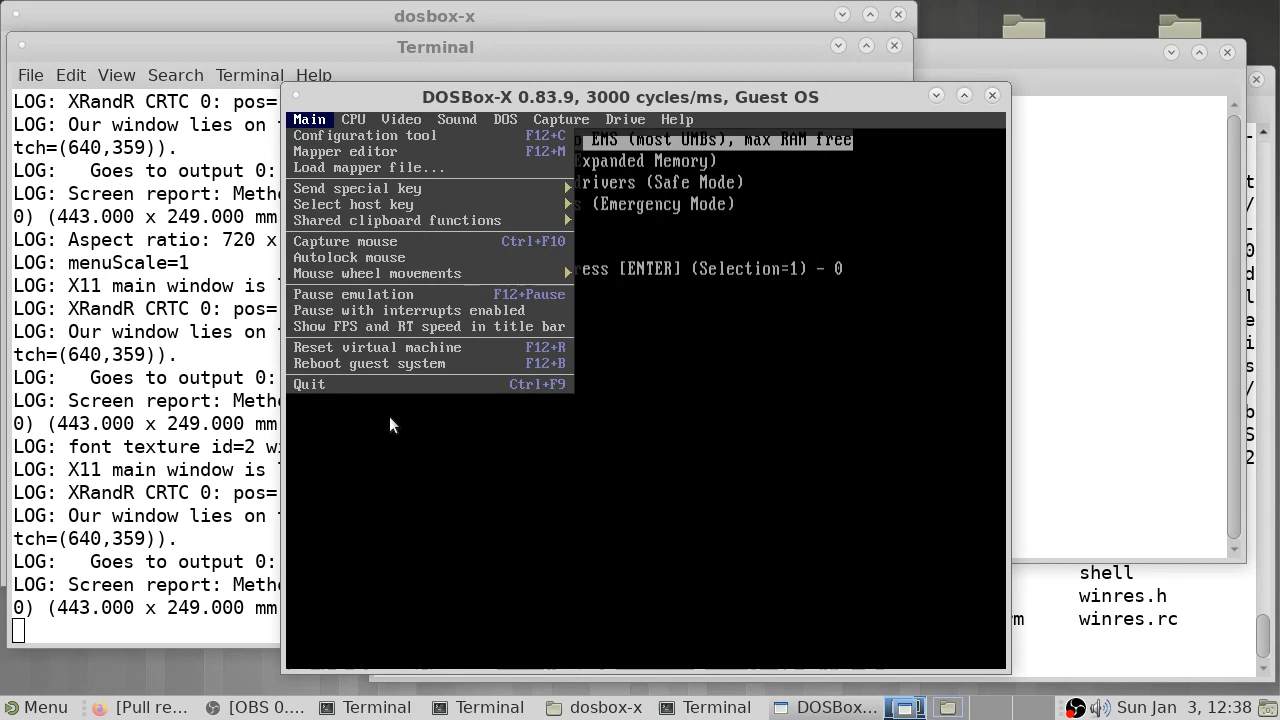 dosbox-x
Terminal
File Edit View Search Terminal Help
LOG: XRandR CRTC 0: pos=
LOG: Our window lies on
tch=(640,359)).
LOG:   Goes to output 0:
LOG: Screen report: Metho
0) (443.000 x 249.000 mm
LOG: Aspect ratio: 720 x
LOG: menuScale=1
LOG: X11 main window is
LOG: XRandR CRTC 0: pos=
LOG: Our window lies on
tch=(640,359)).
LOG:   Goes to output 0:
LOG: Screen report: Metho
0) (443.000 x 249.000 mm
LOG: font texture id=2 wi
LOG: X11 main window is
LOG: XRandR CRTC 0: pos=
LOG: Our window lies on
tch=(640,359)).
LOG:   Goes to output 0:
LOG: Screen report: Metho
0) (443.000 x 249.000 mm
DOSBox-X 0.83.9, 3000 cycles/ms, Guest OS
Main CPU Video Sound DOS Capture Drive Help
Configuration tool F12+C
Mapper editor F12+M
Load mapper file...
Send special key
Select host key
Shared clipboard functions
Capture mouse Ctrl+F10
Autolock mouse
Mouse wheel movements
Pause emulation F12+Pause
Pause with interrupts enabled
Show FPS and RT speed in title bar
Reset virtual machine F12+R
Reboot guest system F12+B
Quit Ctrl+F9
o EMS (most UMBs), max RAM free
Expanded Memory)
drivers (Safe Mode)
s (Emergency Mode)
ress [ENTER] (Selection=1) - 0
-
t
/
-
0
d
l
e
i
s
/
b
S
2
shell
winres.h
rm winres.rc
Menu [Pull re... [OBS 0.... Terminal Terminal dosbox-x Terminal DOSBox... Sun Jan 3, 12:38